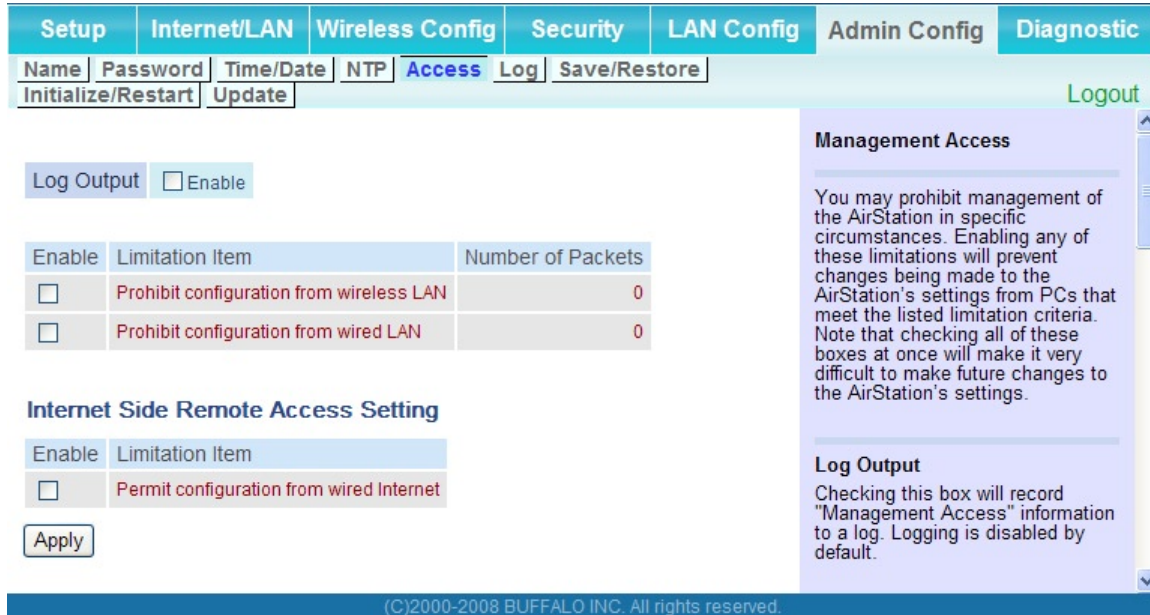 Setup Internet/LAN Wireless Config Security LAN Config Admin Config Diagnostic
Name Password Time/Date NTP Access Log Save/Restore
Initialize/Restart Update
Logout
Log Output Enable
Enable Limitation Item Number of Packets
Prohibit configuration from wireless LAN 0
Prohibit configuration from wired LAN 0
Internet Side Remote Access Setting
Enable Limitation Item
Permit configuration from wired Internet
Apply
Management Access
You may prohibit management of
the AirStation in specific
circumstances. Enabling any of
these limitations will prevent
changes being made to the
AirStation's settings from PCs that
meet the listed limitation criteria.
Note that checking all of these
boxes at once will make it very
difficult to make future changes to
the AirStation's settings.
Log Output
Checking this box will record
"Management Access" information
to a log. Logging is disabled by
default.
(C)2000-2008 BUFFALO INC. All rights reserved.